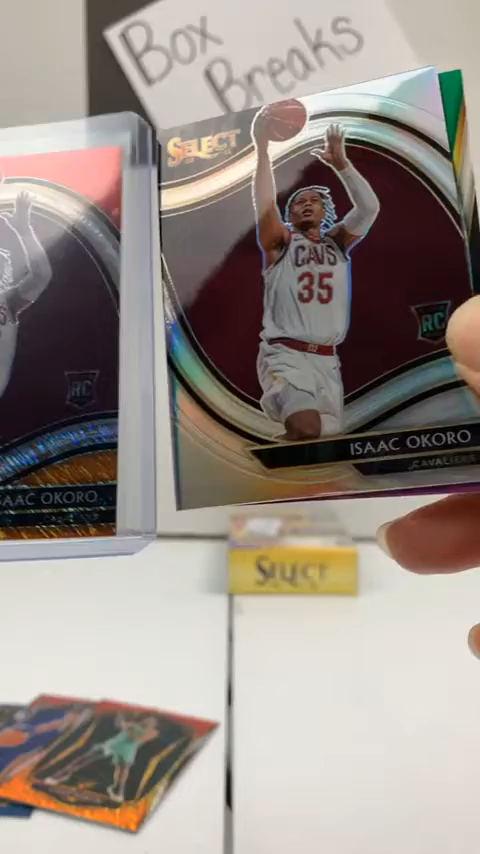 Box
Breaks
SELECT
CAVS
35
RC
ISAAC OKORO
CAVALIERS
RC
ISAAC OKORO
SELECT